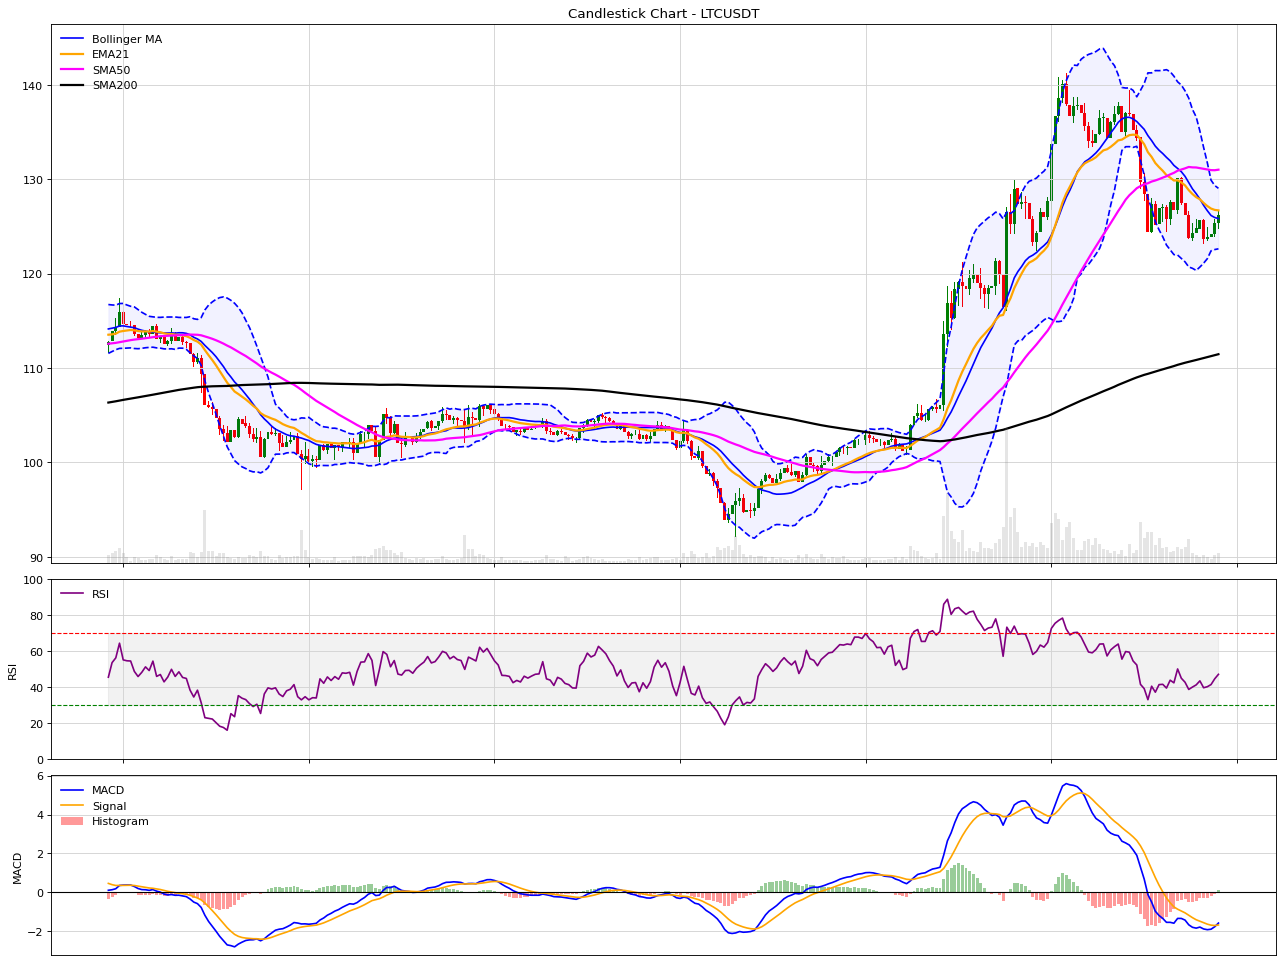 Candlestick Chart - LTCUSDT
Bollinger MA
EMA21
SMA50
SMA200
140
130
120
110
100
90
RSI
100
80
60
40
20
0
RSI
MACD
Signal
Histogram
6
4
2
0
−2
MACD